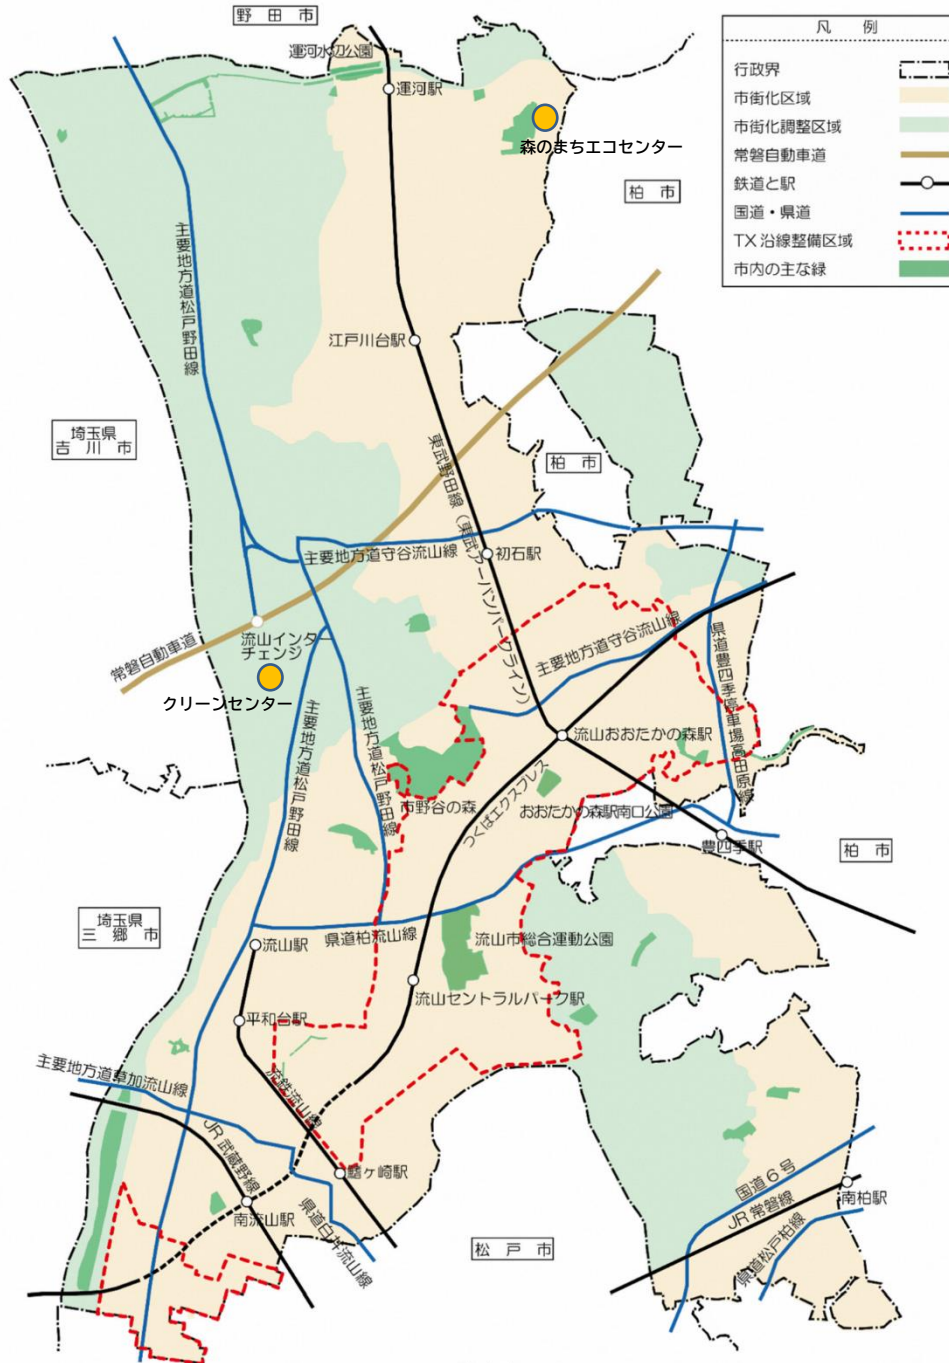 野田市
凡例
行政界
市街化区域
市街化調整区域
常磐自動車道
鉄道と駅
国道・県道
TX沿線整備区域
市内の主な緑
運河水辺公園
運河駅
森のまちエコセンター
柏市
主要地方道松戸野田線
江戸川台駅
埼玉県
吉川市
東武野田線（東武アーバンパークライン）
柏市
主要地方道守谷流山線
初石駅
流山インター
チェンジ
常磐自動車道
クリーンセンター
主要地方道守谷流山線
県道豊四季停車場高田原線
主要地方道松戸野田線
主要地方道松戸野田線
流山おおたかの森駅
つくばエクスプレス
市野谷の森
おおたかの森駅南口公園
豊四季駅
柏市
埼玉県
三郷市
流山駅
県道柏流山線
流山市総合運動公園
流山セントラルパーク駅
平和台駅
主要地方道草加流山線
流鉄流山線
JR武蔵野線
鰭ヶ崎駅
南流山駅
県道白井流山線
松戸市
国道6号
JR常磐線
南柏駅
県道松戸柏線